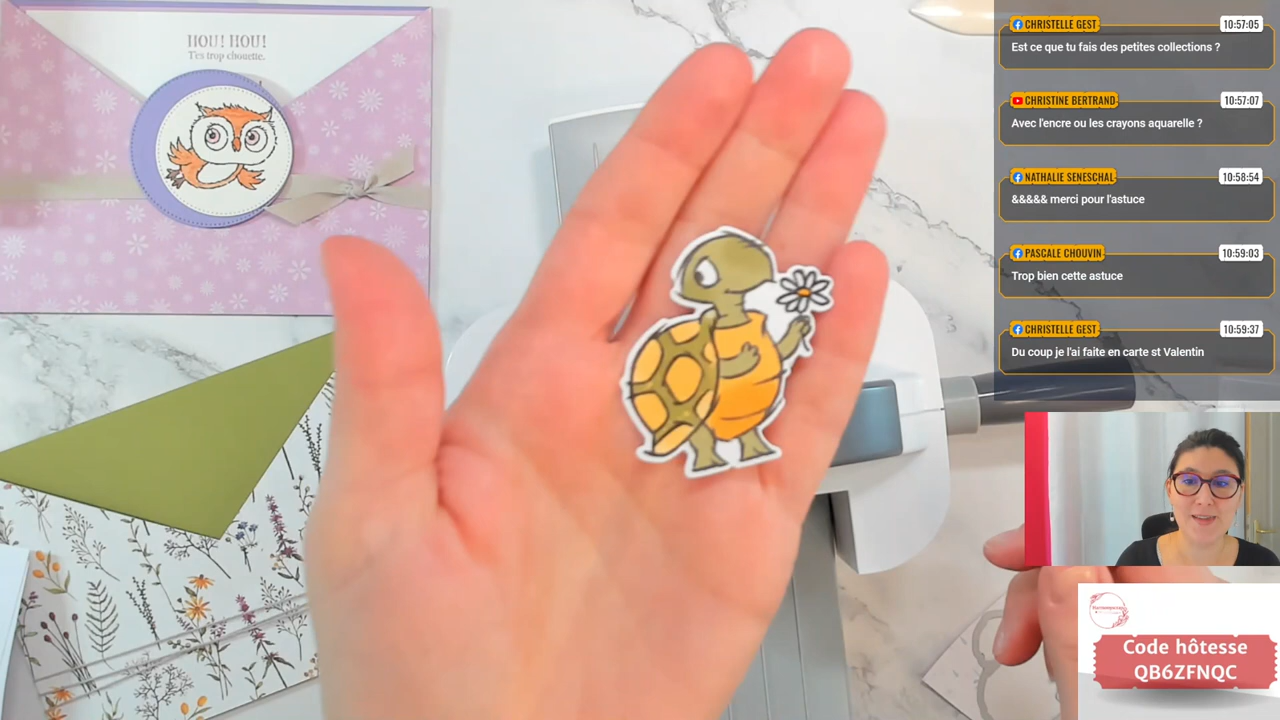 HOU! HOU!
T'es trop chouette.
CHRISTELLE GEST
10:57:05
Est ce que tu fais des petites collections ?
CHRISTINE BERTRAND
10:57:07
Avec l'encre ou les crayons aquarelle ?
NATHALIE SENESCHAL
10:58:54
&&&&& merci pour l'astuce
PASCALE CHOUVIN
10:59:03
Trop bien cette astuce
CHRISTELLE GEST
10:59:37
Du coup je l'ai faite en carte st Valentin
Code hôtesse
QB6ZFNQC